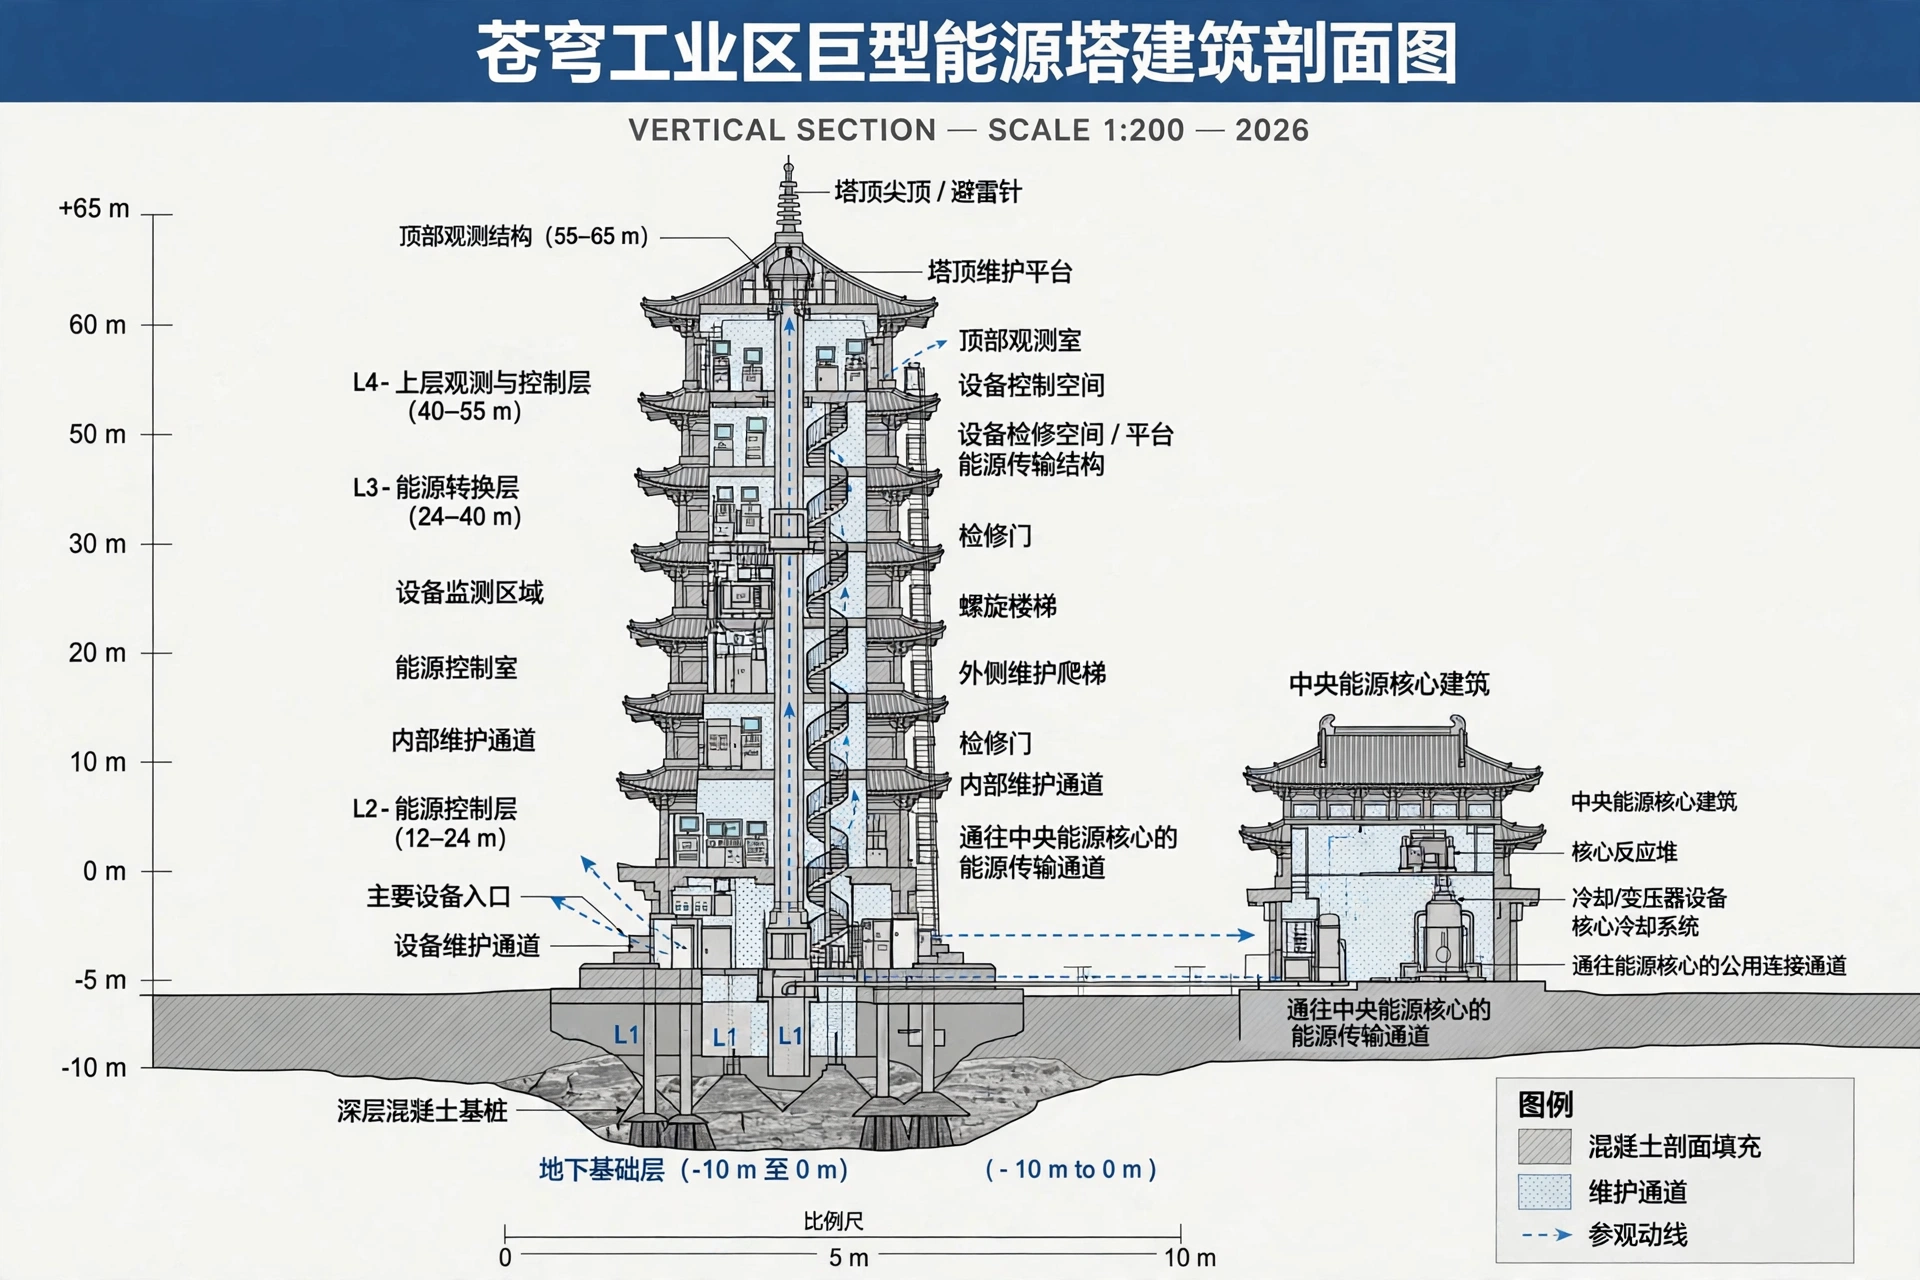 苍穹工业区巨型能源塔建筑剖面图
VERTICAL SECTION — SCALE 1:200 — 2026
+65 m
60 m
50 m
30 m
20 m
10 m
0 m
-5 m
-10 m
顶部观测结构（55–65 m）
L4 - 上层观测与控制层
(40–55 m)
L3 - 能源转换层
(24–40 m)
设备监测区域
能源控制室
内部维护通道
L2 - 能源控制层
(12–24 m)
主要设备入口
设备维护通道
深层混凝土基桩
塔顶尖顶 / 避雷针
塔顶维护平台
顶部观测室
设备控制空间
设备检修空间 / 平台
能源传输结构
检修门
螺旋楼梯
外侧维护爬梯
检修门
内部维护通道
通往中央能源核心的
能源传输通道
L1
L1
L1
地下基础层（-10 m 至 0 m）
( - 10 m to 0 m )
中央能源核心建筑
中央能源核心建筑
核心反应堆
冷却/变压器设备
核心冷却系统
通往能源核心的公用连接通道
通往中央能源核心的
能源传输通道
比例尺
0
5 m
10 m
图例
混凝土剖面填充
维护通道
参观动线